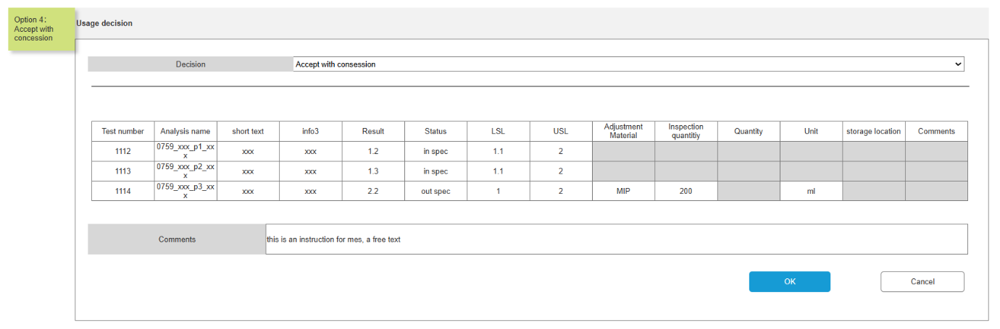 Option 4:
Accept with
concession
Usage decision
Decision
Accept with consession
Test number Analysis name short text info3 Result Status LSL USL Adjustment Material Inspection quantitiy Quantity Unit storage location Comments
1112 0759_xxx_p1_xx x xxx xxx 1.2 in spec 1.1 2
1113 0759_xxx_p2_xx x xxx xxx 1.3 in spec 1.1 2
1114 0759_xxx_p3_xx x xxx xxx 2.2 out spec 1 2 MIP 200 ml
Comments
this is an instruction for mes, a free text
OK
Cancel